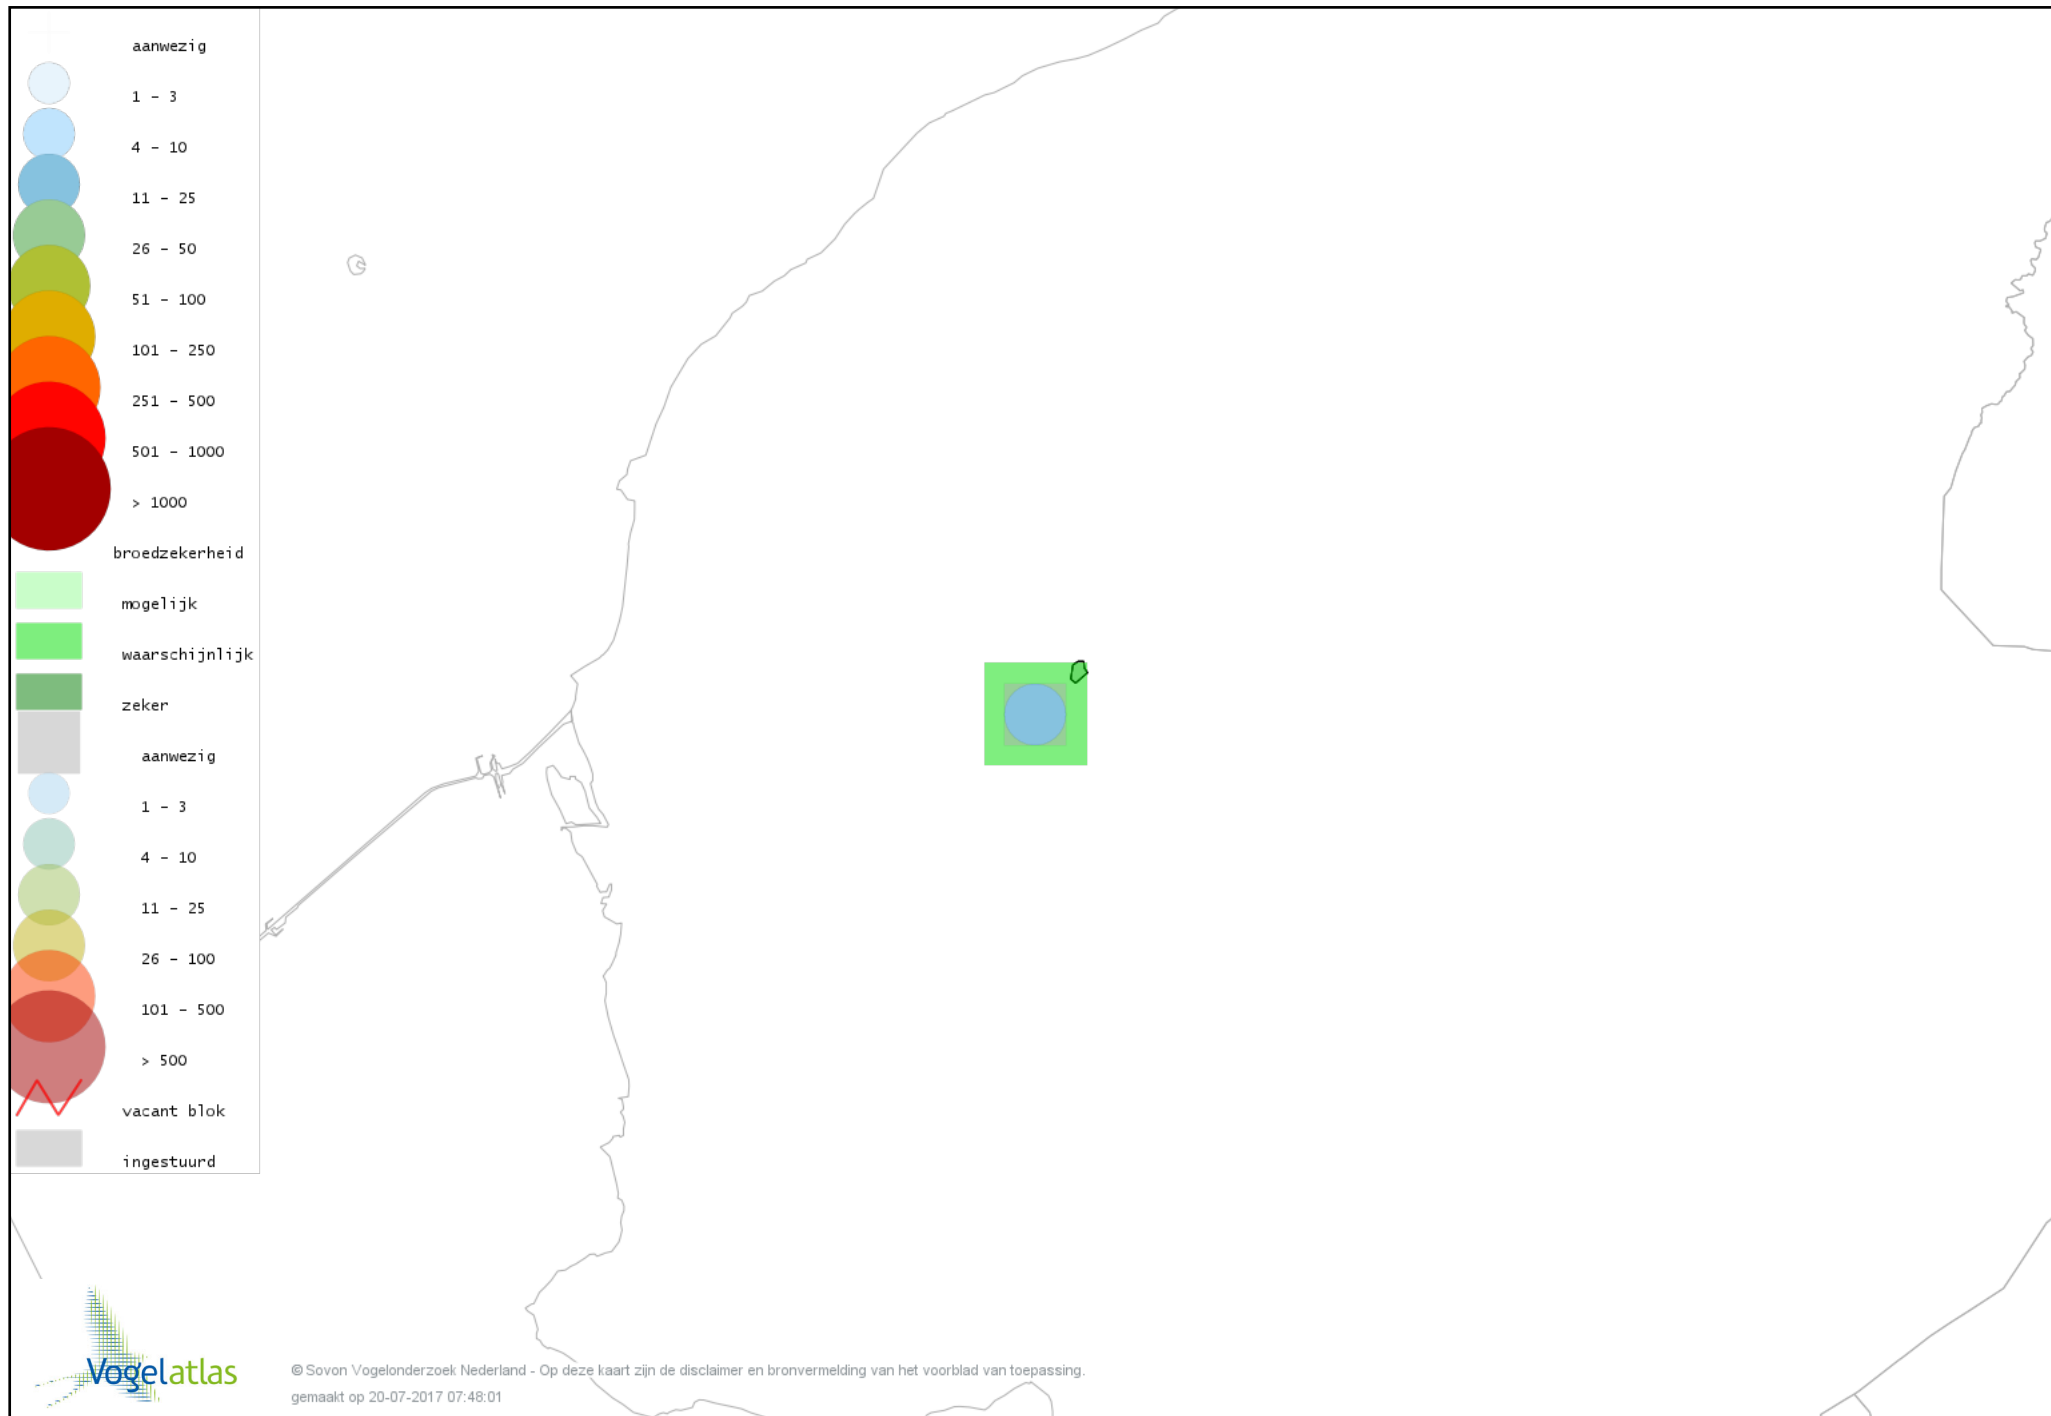 aanwezig
1 - 3
4 - 10
11 - 25
26 - 50
51 - 100
101 - 250
251 - 500
501 - 1000
> 1000
broedzekerheid
mogelijk
waarschijnlijk
zeker
aanwezig
1 - 3
4 - 10
11 - 25
26 - 100
101 - 500
> 500
vacant blok
ingestuurd
Vogelatlas
© Sovon Vogelonderzoek Nederland - Op deze kaart zijn de disclaimer en bronvermelding van het voorblad van toepassing.
gemaakt op 20-07-2017 07:48:01